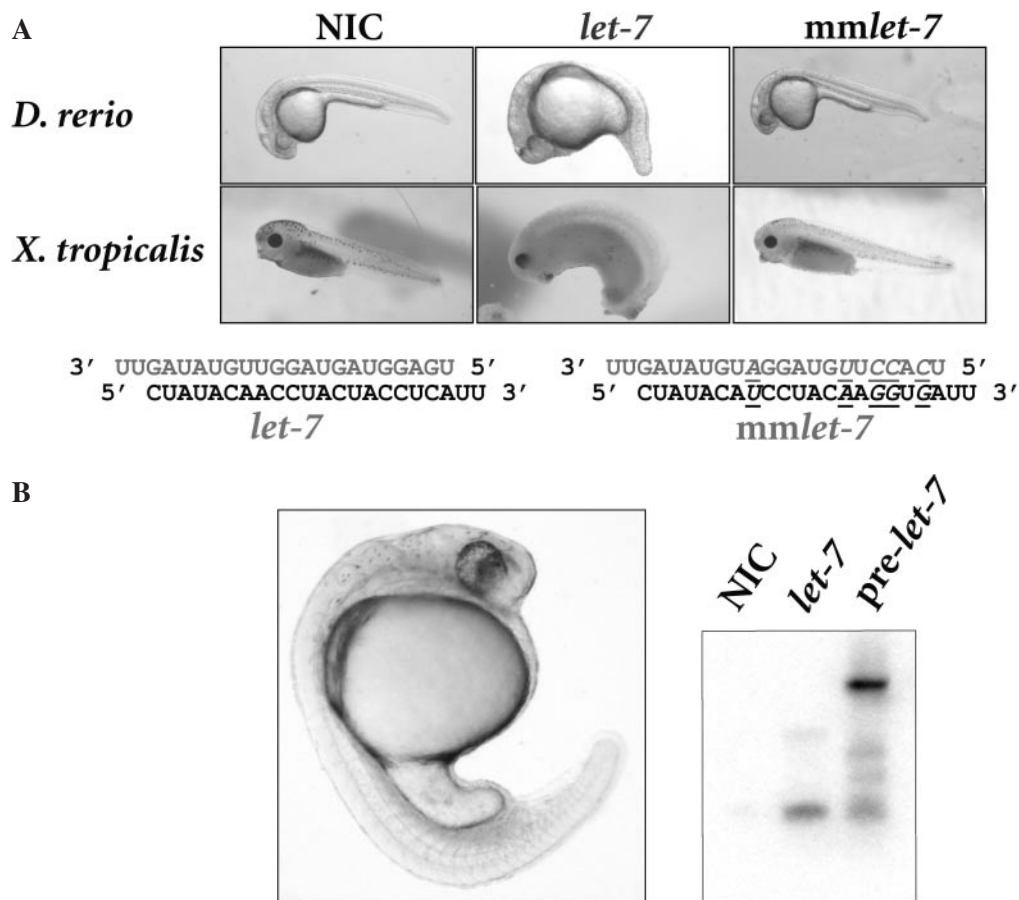 A
NIC let-7 mmlet-7
D. rerio
X. tropicalis
3′ UUGAUAUGUUGGAUGAUGGAGU 5′
5′ CUAUACAACCUACUACCUCAUU 3′
let-7
3′ UUGAUAUGUAGGAUGUUCCACU 5′
5′ CUAUACAUCCUACAAGGUGAUU 3′
mmlet-7
B
NIC
let-7
pre-let-7